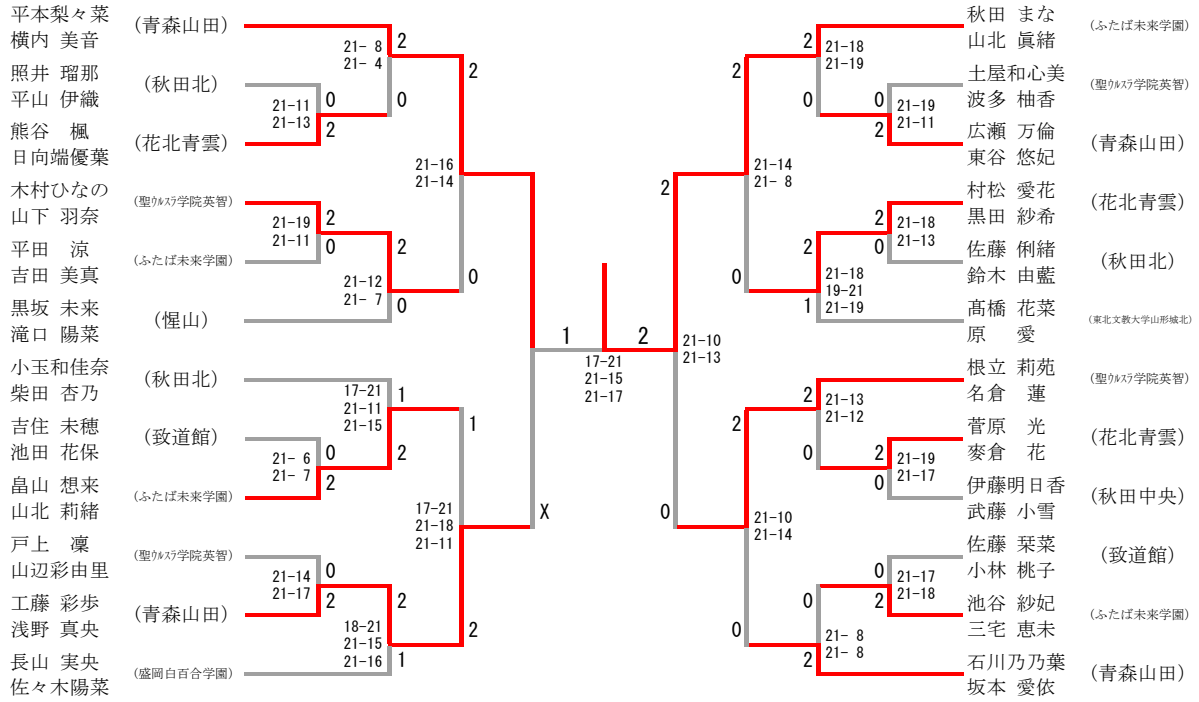 平本梨々菜
横内 美音
(青森山田)
照井 瑠那
平山 伊織
(秋田北)
熊谷 楓
日向端優葉
(花北青雲)
木村ひなの
山下 羽奈
(聖ウルスラ学院英智)
平田 涼
吉田 美真
(ふたば未来学園)
黒坂 未来
滝口 陽菜
(惺山)
小玉和佳奈
柴田 杏乃
(秋田北)
吉住 未穂
池田 花保
(致道館)
畠山 想来
山北 莉緒
(ふたば未来学園)
戸上 凜
山辺彩由里
(聖ウルスラ学院英智)
工藤 彩歩
浅野 真央
(青森山田)
長山 実央
佐々木陽菜
(盛岡白百合学園)
21- 8
21- 4
2
0
21-11
21-13
0
2
21-19
21-11
2
0
21-12
21- 7
2
0
21-16
21-14
2
0
17-21
21-11
21-15
1
2
21- 6
21- 7
0
2
21-14
21-17
0
2
18-21
21-15
21-16
2
1
17-21
21-18
21-11
1
2
X
1
2
17-21
21-15
21-17
21-10
21-13
2
0
21-14
21- 8
2
0
21-18
21-19
2
0
21-19
21-11
0
2
21-18
21-13
2
0
21-18
19-21
21-19
2
1
21-10
21-14
2
0
21-13
21-12
2
0
21-19
21-17
2
0
21-17
21-18
0
2
21- 8
21- 8
0
2
秋田 まな
山北 眞緒
(ふたば未来学園)
土屋和心美
波多 柚香
(聖ウルスラ学院英智)
広瀬 万倫
東谷 悠妃
(青森山田)
村松 愛花
黒田 紗希
(花北青雲)
佐藤 俐緒
鈴木 由藍
(秋田北)
髙橋 花菜
原 愛
(東北文教大学山形城北)
根立 莉苑
名倉 蓮
(聖ウルスラ学院英智)
菅原 光
麥倉 花
(花北青雲)
伊藤明日香
武藤 小雪
(秋田中央)
佐藤 栞菜
小林 桃子
(致道館)
池谷 紗妃
三宅 恵未
(ふたば未来学園)
石川乃乃葉
坂本 愛依
(青森山田)